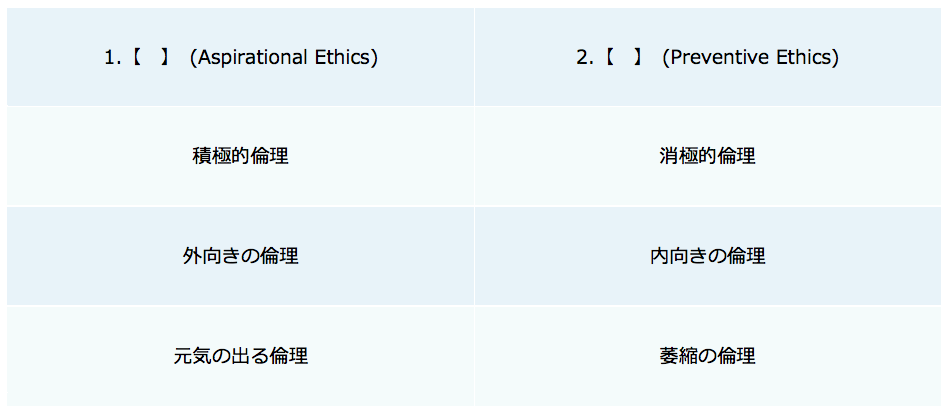 1.【　】 (Aspirational Ethics)
2.【　】 (Preventive Ethics)
積極的倫理
消極的倫理
外向きの倫理
内向きの倫理
元気の出る倫理
萎縮の倫理